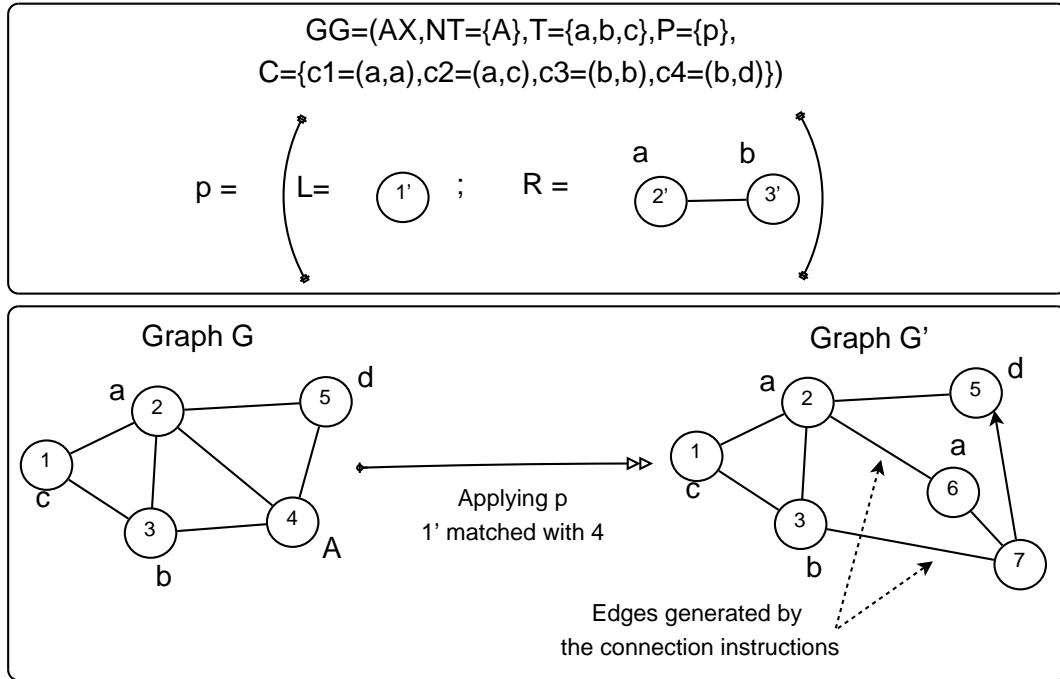 GG=(AX,NT={A},T={a,b,c},P={p},
C={c1=(a,a),c2=(a,c),c3=(b,b),c4=(b,d)})
a b
p = L= 1' ; R = 2' 3'
Graph G
a 2 5 d
1 c
3 b
4 A
Applying p
1' matched with 4
Graph G'
a 2 5 d
1 c
a 6
3 b
7
Edges generated by
the connection instructions